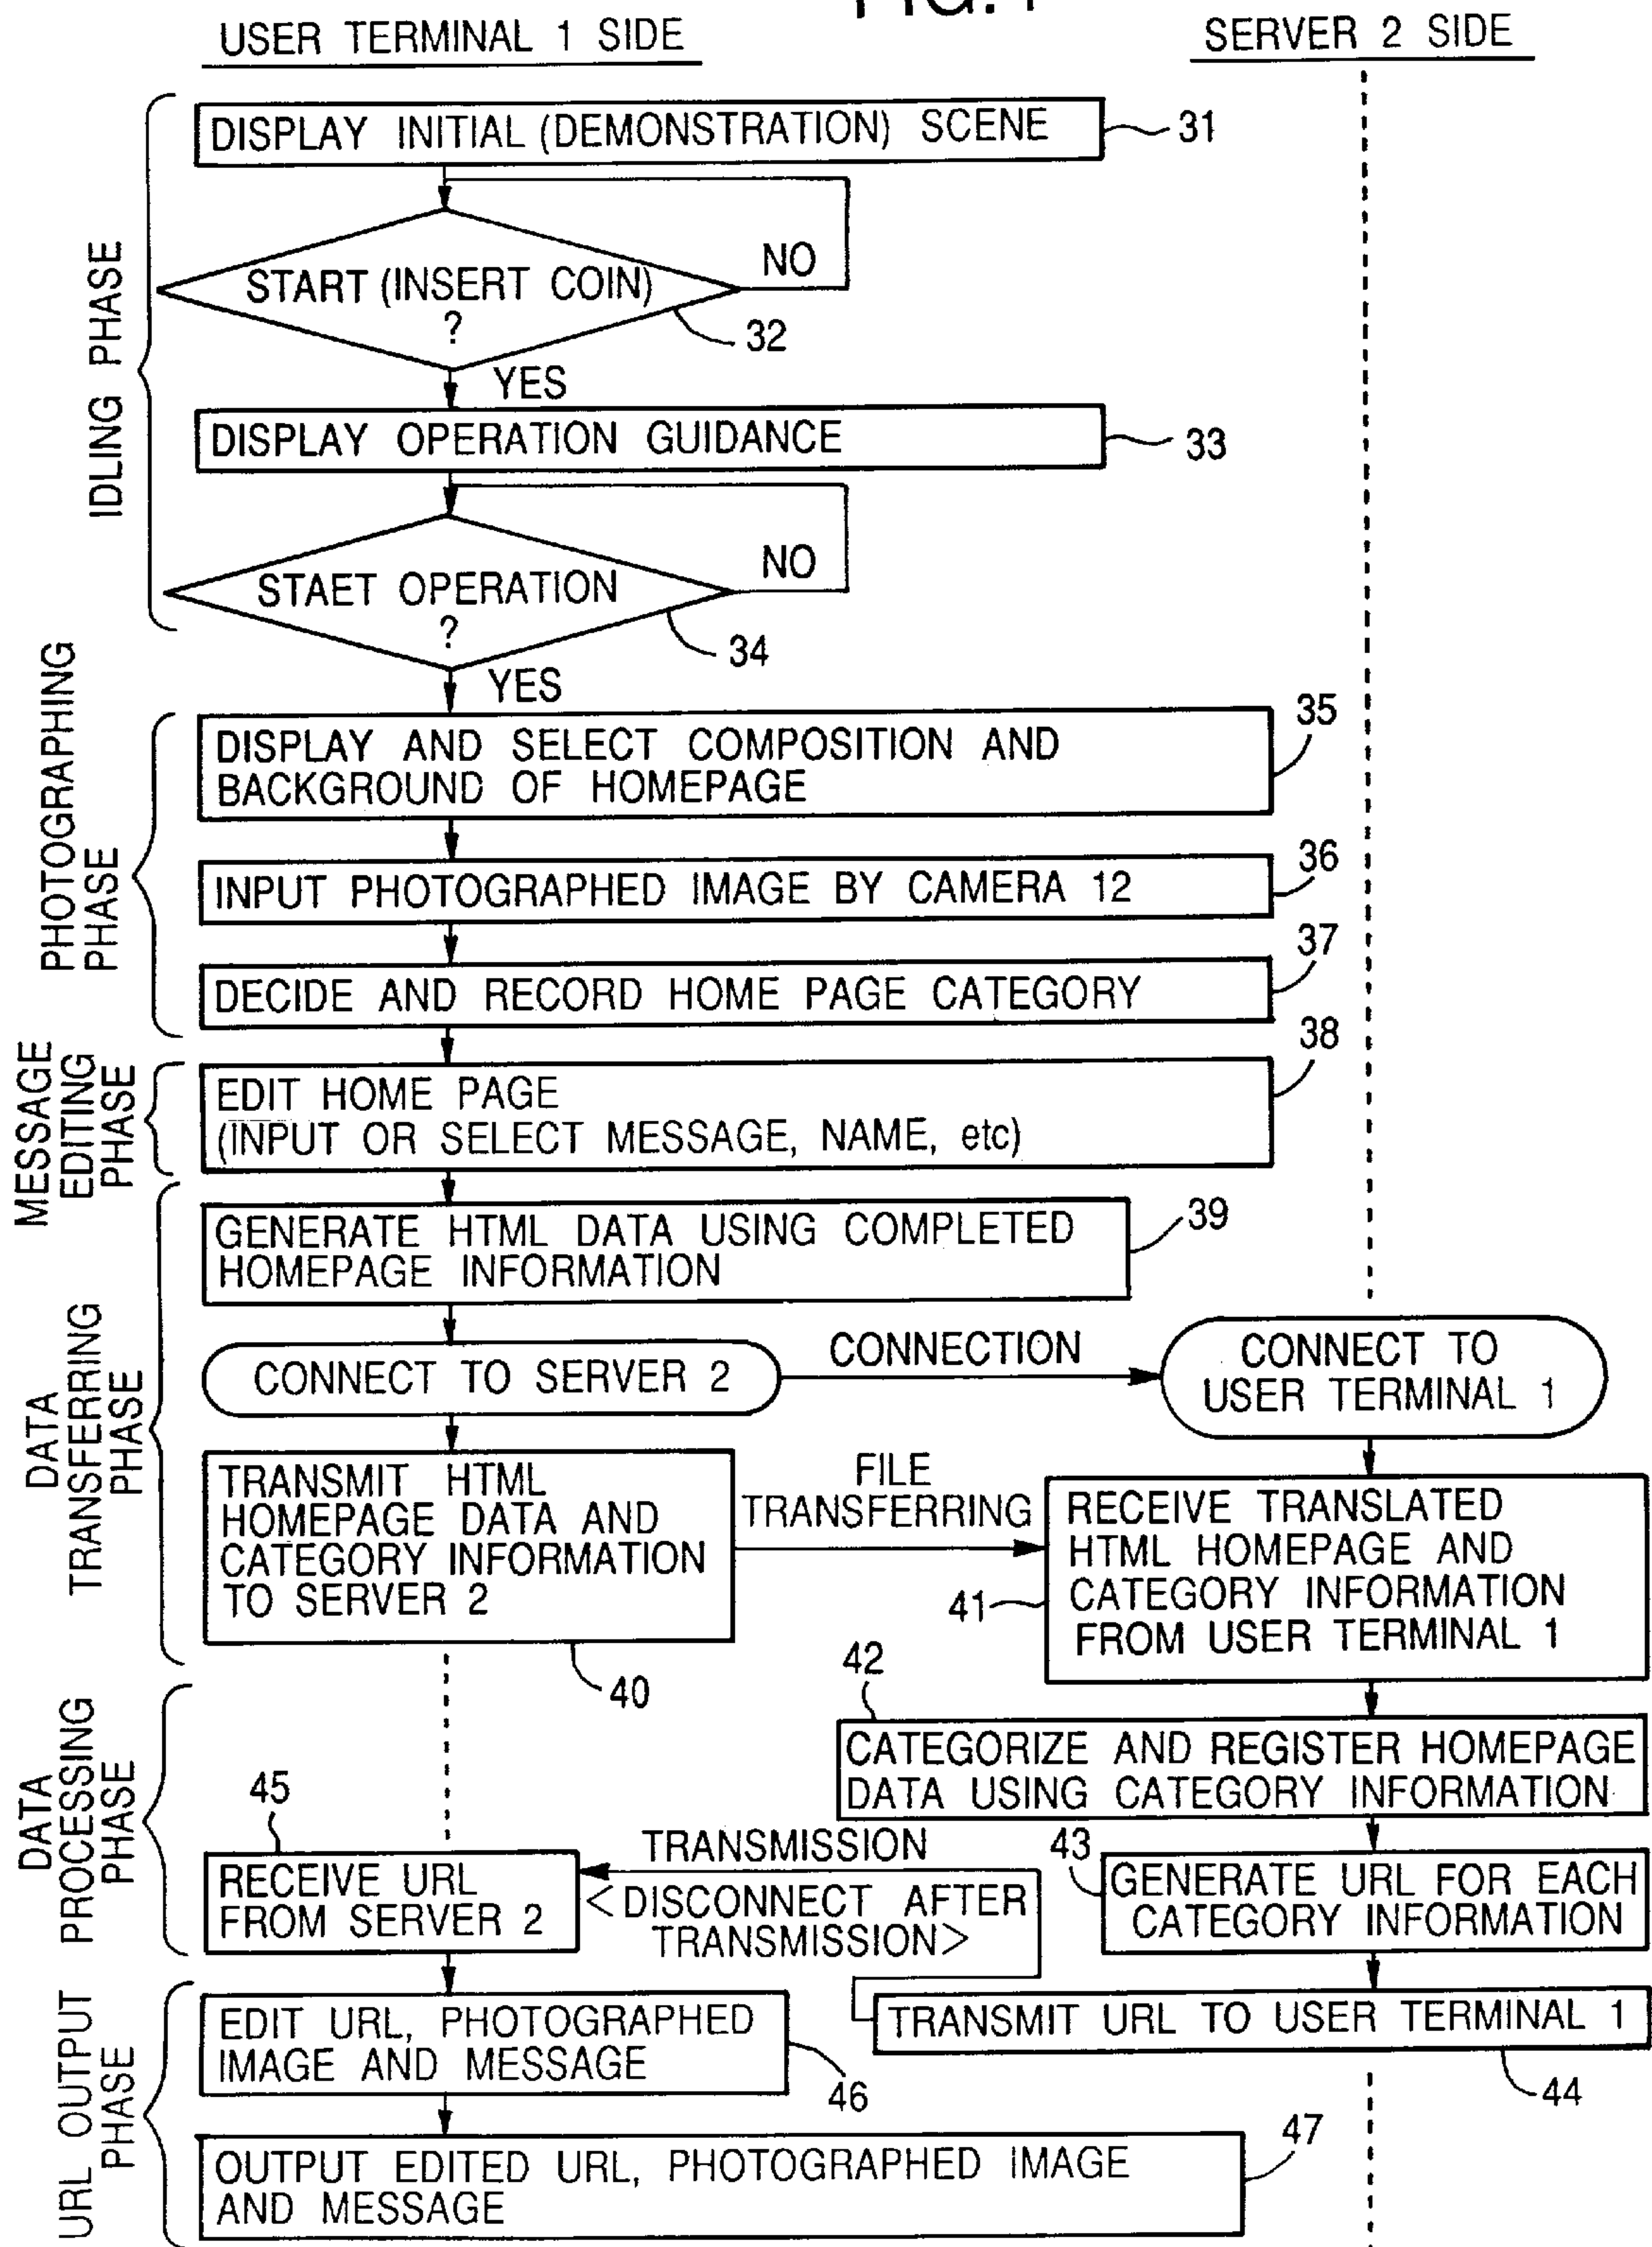 USER TERMINAL 1 SIDE
SERVER 2 SIDE
IDLING PHASE
DISPLAY INITIAL (DEMONSTRATION) SCENE
31
START (INSERT COIN)
?
NO
32
YES
DISPLAY OPERATION GUIDANCE
33
STAET OPERATION
?
NO
34
YES
PHOTOGRAPHING
PHASE
DISPLAY AND SELECT COMPOSITION AND
BACKGROUND OF HOMEPAGE
35
INPUT PHOTOGRAPHED IMAGE BY CAMERA 12
36
DECIDE AND RECORD HOME PAGE CATEGORY
37
MESSAGE
EDITING
PHASE
EDIT HOME PAGE
(INPUT OR SELECT MESSAGE, NAME, etc)
38
DATA
TRANSFERRING
PHASE
GENERATE HTML DATA USING COMPLETED
HOMEPAGE INFORMATION
39
CONNECT TO SERVER 2
CONNECTION
CONNECT TO
USER TERMINAL 1
TRANSMIT HTML
HOMEPAGE DATA AND
CATEGORY INFORMATION
TO SERVER 2
40
FILE
TRANSFERRING
RECEIVE TRANSLATED
HTML HOMEPAGE AND
CATEGORY INFORMATION
FROM USER TERMINAL 1
41
DATA
PROCESSING
PHASE
42
CATEGORIZE AND REGISTER HOMEPAGE
DATA USING CATEGORY INFORMATION
43
GENERATE URL FOR EACH
CATEGORY INFORMATION
45
RECEIVE URL
FROM SERVER 2
TRANSMISSION
<DISCONNECT AFTER
TRANSMISSION>
TRANSMIT URL TO USER TERMINAL 1
44
URL OUTPUT
PHASE
EDIT URL, PHOTOGRAPHED
IMAGE AND MESSAGE
46
OUTPUT EDITED URL, PHOTOGRAPHED IMAGE
AND MESSAGE
47